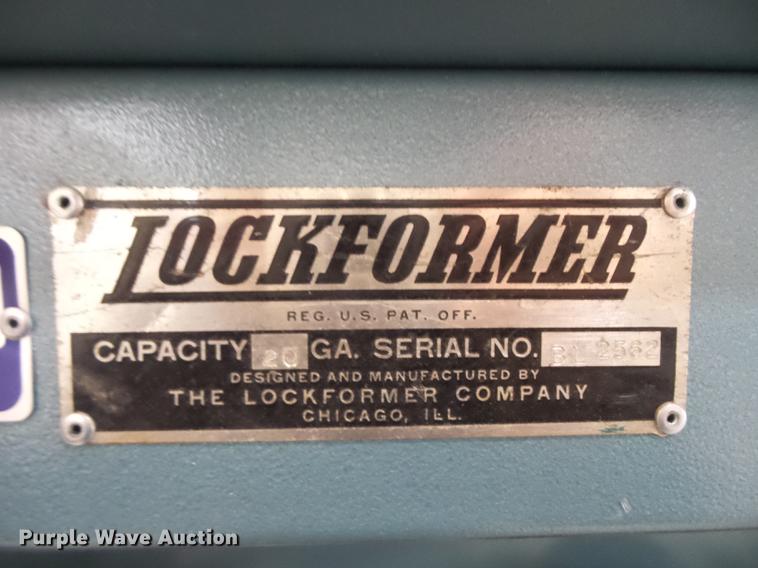 LOCKFORMER
REG. U.S. PAT. OFF.
CAPACITY 20 GA. SERIAL NO. 2562
DESIGNED AND MANUFACTURED BY
THE LOCKFORMER COMPANY
CHICAGO, ILL.
Purple Wave Auction